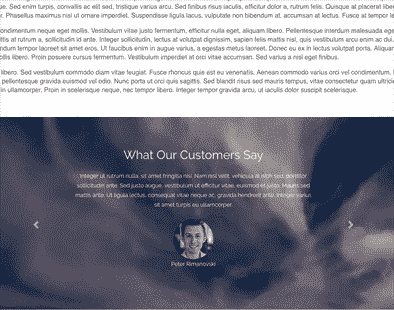 e. Sed enim turpis, convallis ac elit sed, tristique varius arcu. Sed finibus risus iaculis, efficitur dolor a, rutrum felis. Quisque at placerat libe
r. Phasellus maximus nisi ut ornare imperdiet. Suspendisse ligula lacus, vulputate non bibendum at, accumsan at lectus. Fusce at tempor le
condimentum neque eget mollis. Vestibulum vitae justo fermentum, efficitur nulla eget, aliquam libero. Pellentesque interdum malesuada ege
ttis at rutrum a, sollicitudin id ante. Integer sollicitudin, lectus at volutpat dignissim, sapien felis mattis nisl, quis vestibulum arcu enim ac dui.
ndum tempor laoreet sit amet eros. Ut faucibus enim in augue varius, a egestas metus laoreet. Donec eu ex in lectus volutpat porta. Aliquan
ollis libero. Proin posuere cursus fermentum. Vestibulum imperdiet at orci vitae accumsan. Sed varius a nisl eget finibus.
libero. Sed vestibulum commodo diam vitae feugiat. Fusce rhoncus quis est eu venenatis. Aenean commodo varius orci vel condimentum.
pellentesque gravida euismod vel odio. Nunc porta ut orci quis sagittis. Sed blandit risus sed mauris tempus, vitae consectetur quam ultric
n ullamcorper. Proin in scelerisque neque, nec tempor libero. Integer tempor gravida arcu, ut iaculis dolor suscipit scelerisque.
What Our Customers Say
Integer ut rutrum nulla, sit amet fringilla nisi. Nam nisl velit, vehicula at nibh sed, porttitor
sollicitudin ante. Sed justo augue, vestibulum ut efficitur vitae, euismod et justo. Mauris sed
mattis ante. Ut ligula lectus, consequat vitae neque at, gravida hendrerit ante. Integer varius
sit amet turpis eu ullamcorper.
Peter Rimanovski